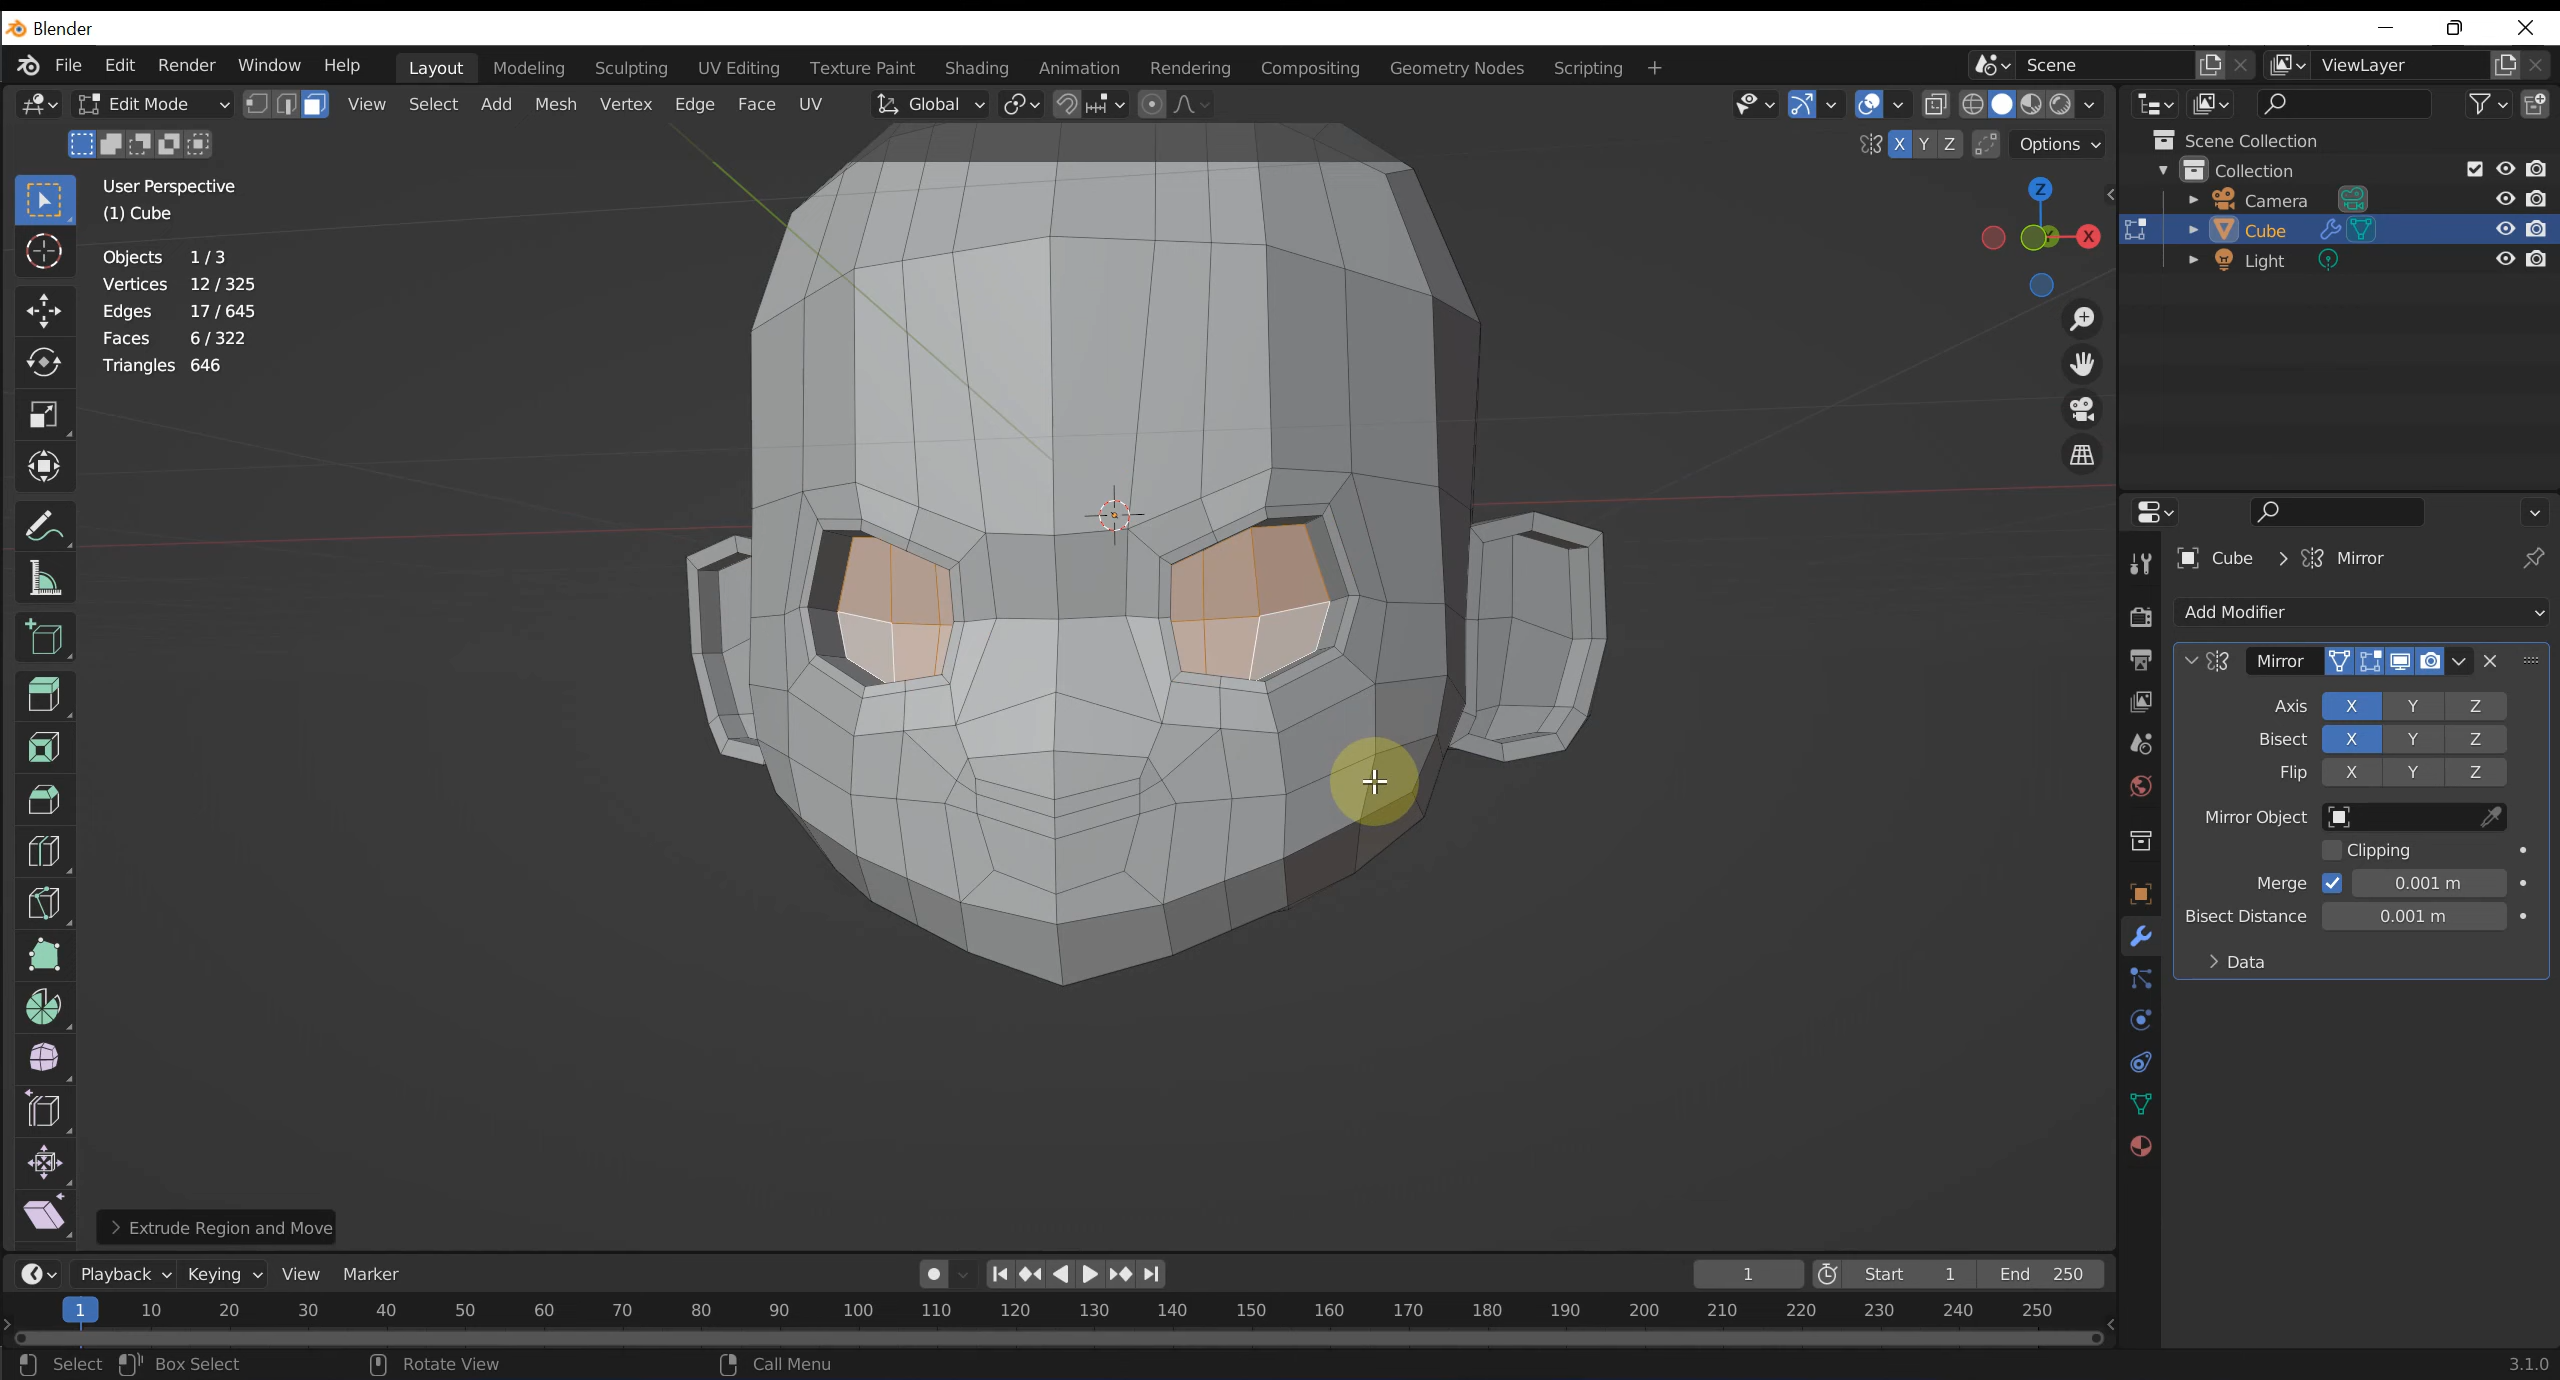 Blender
File Edit Render Window Help Layout Modeling Sculpting UV Editing Texture Paint Shading Animation Rendering Compositing Geometry Nodes Scripting + Scene ViewLayer
Edit Mode View Select Add Mesh Vertex Edge Face UV Global
X Y Z Options
User Perspective
(1) Cube
Objects 1 / 3
Vertices 12 / 325
Edges 17 / 645
Faces 6 / 322
Triangles 646
Z
X
Scene Collection
Collection
Camera
Cube
Light
Cube > Mirror
Add Modifier
Mirror
Axis X Y Z
Bisect X Y Z
Flip X Y Z
Mirror Object
Clipping
Merge 0.001 m
Bisect Distance 0.001 m
> Data
> Extrude Region and Move
Playback Keying View Marker 1 Start 1 End 250
1 10 20 30 40 50 60 70 80 90 100 110 120 130 140 150 160 170 180 190 200 210 220 230 240 250
Select Box Select Rotate View Call Menu 3.1.0